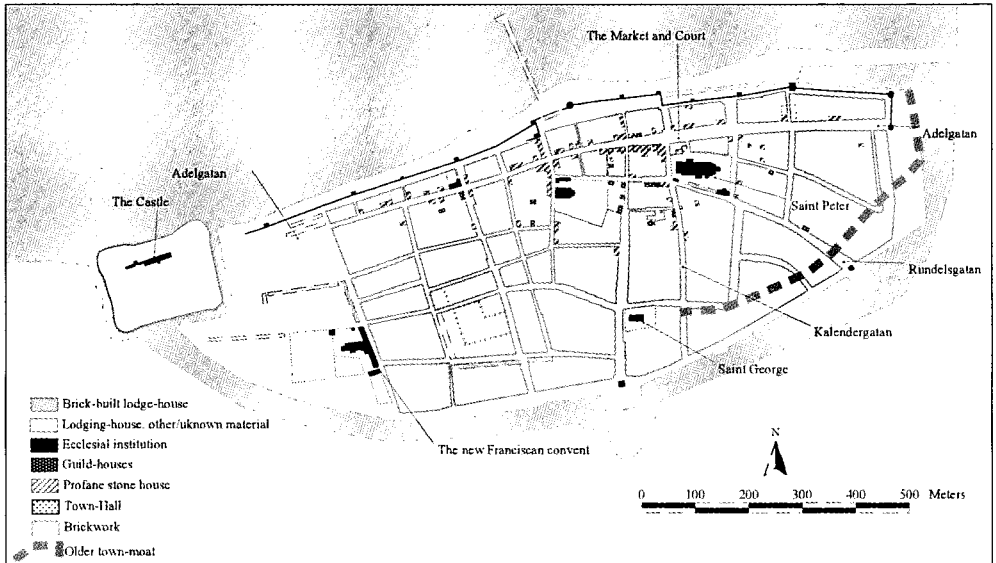 The Market and Court
Adelgatan
Adelgatan
The Castle
Saint Peter
Rundelsgatan
Kalendergatan
Saint George
The new Franciscan convent
Brick-built lodge-house
Lodging-house. other/uknown material
Ecclesial institution
Guild-houses
Profane stone house
Town-Hall
Brickwork
Older town-moat
N
0 100 200 300 400 500 Meters